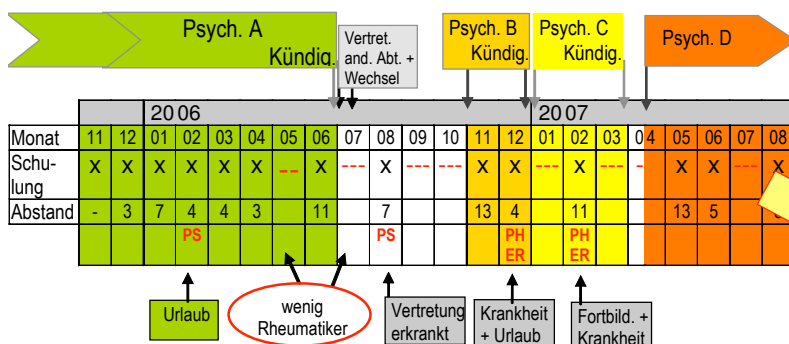 Psych. A
Kündig.
Vertret.
and. Abt. +
Wechsel
Psych. B
Kündig.
Psych. C
Kündig.
Psych. D
2006 2007
Monat 11 12 01 02 03 04 05 06 07 08 09 10 11 12 01 02 03 04 05 06 07 08
Schu- X X X X X X -- X --- X --- --- X X --- X --- - X X --- X
lung
Abstand - 3 7 4 4 3 11 7 13 4 11 13 5
PS PS PH PH
ER ER
Urlaub
wenig
Rheumatiker
Vertretung
erkrankt
Krankheit
+ Urlaub
Fortbild. +
Krankheit